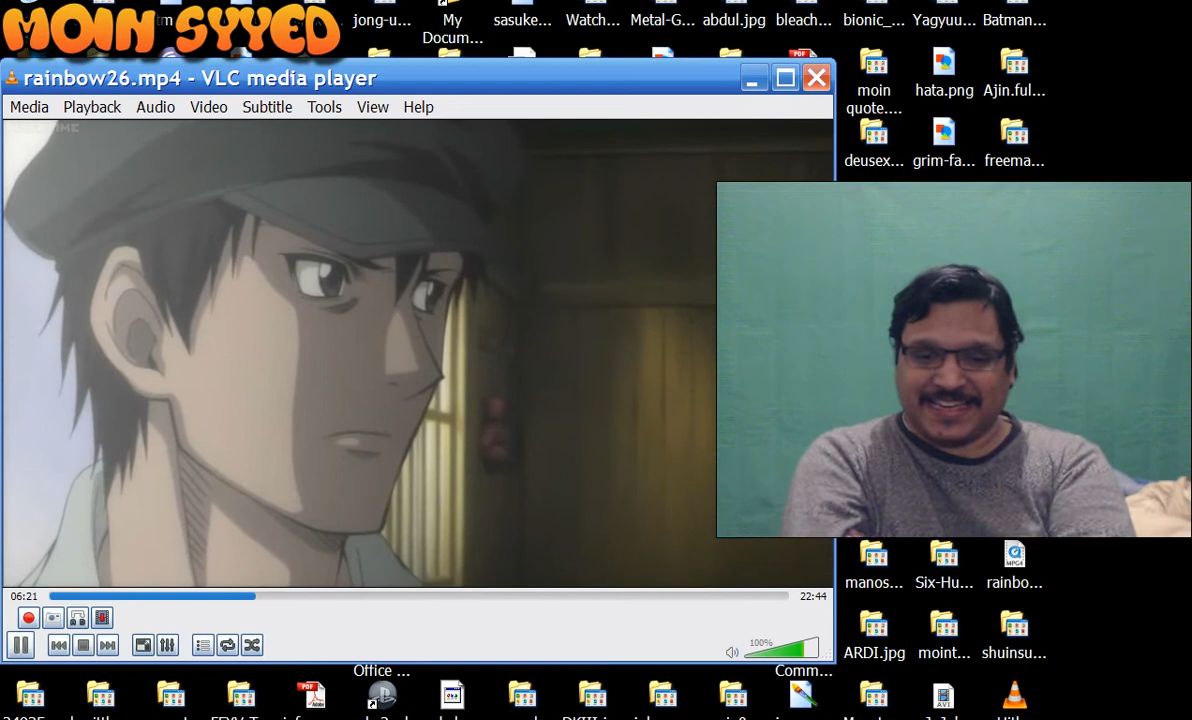 jong-u...
My Docum...
sasuke...
Watch...
Metal-G...
abdul.jpg
bleach...
bionic_...
Yagyuu...
Batman...
MOIN SYYED
rainbow26.mp4 - VLC media player
Media Playback Audio Video Subtitle Tools View Help
moin quote....
hata.png
Ajin.ful...
deusex...
grim-fa...
freema...
manos...
Six-Hu...
rainbo...
06:21
22:44
100%
ARDI.jpg
moint...
shuinsu...
Office ...
Comm...